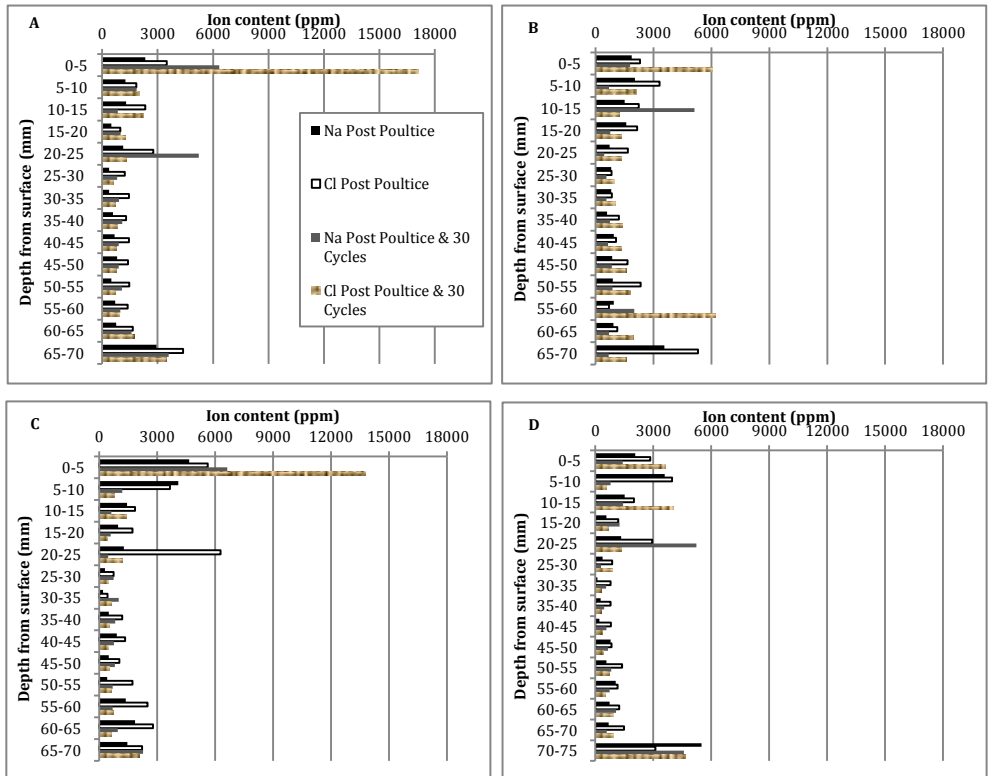 A
Ion content (ppm)
0 3000 6000 9000 12000 15000 18000
Depth from surface (mm)
0-5
5-10
10-15
15-20
20-25
25-30
30-35
35-40
40-45
45-50
50-55
55-60
60-65
65-70
Na Post Poultice
Cl Post Poultice
Na Post Poultice & 30
Cycles
Cl Post Poultice & 30
Cycles
B
Ion content (ppm)
0 3000 6000 9000 12000 15000 18000
Depth from surface (mm)
0-5
5-10
10-15
15-20
20-25
25-30
30-35
35-40
40-45
45-50
50-55
55-60
60-65
65-70
C
Ion content (ppm)
0 3000 6000 9000 12000 15000 18000
Depth from surface (mm)
0-5
5-10
10-15
15-20
20-25
25-30
30-35
35-40
40-45
45-50
50-55
55-60
60-65
65-70
D
Ion content (ppm)
0 3000 6000 9000 12000 15000 18000
Depth from surface (mm)
0-5
5-10
10-15
15-20
20-25
25-30
30-35
35-40
40-45
45-50
50-55
55-60
60-65
65-70
70-75